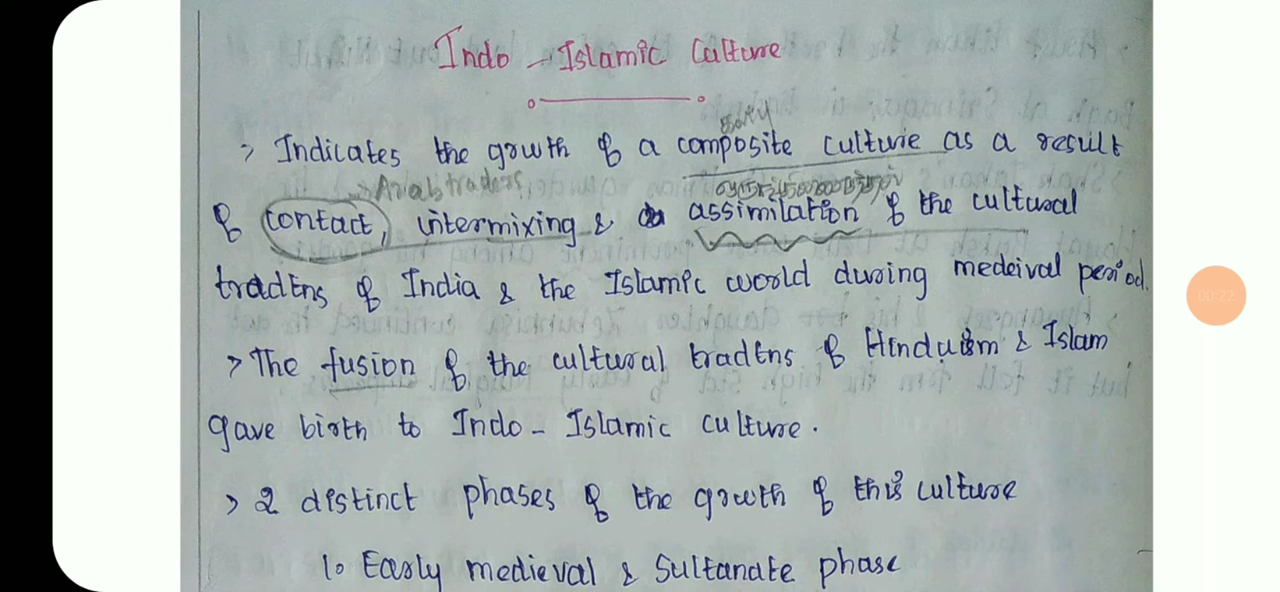 Indo - Islamic Culture
> Indicates the growth of a composite culture as a result
Arab traders
of contact, intermixing & assimilation of the cultural
tradtns of India & the Islamic world during medeival period.
> The fusion of the cultural tradtns of Hinduism & Islam
gave birth to Indo - Islamic culture.
> 2 distinct phases of the growth of this culture
1. Early medieval & Sultanate phase
00:22